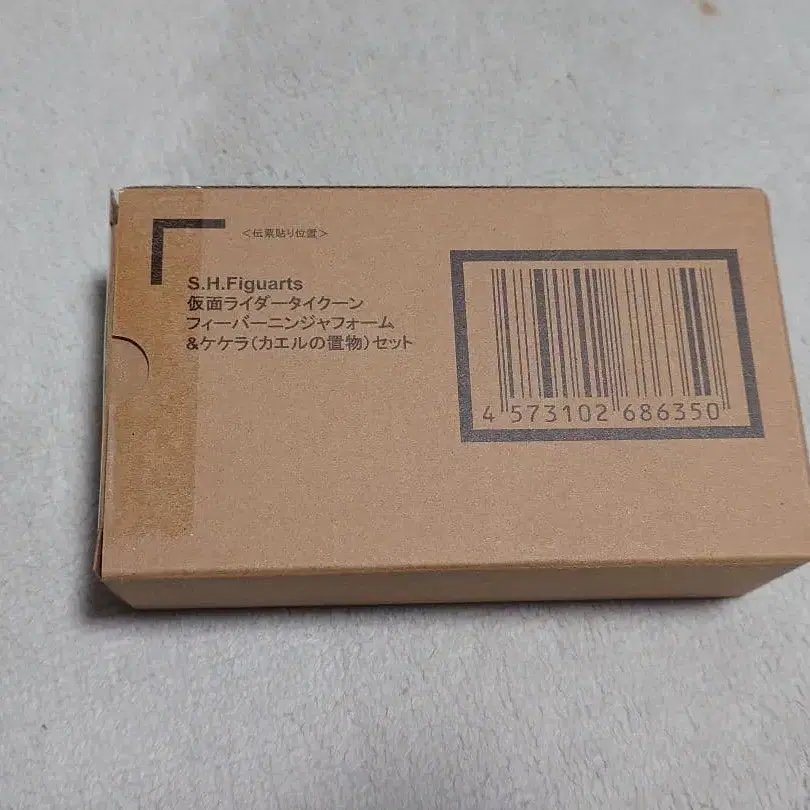 ＜伝票貼り位置＞
S.H.Figuarts
仮面ライダータイクーン
フィーバーニンジャフォーム
&ケケラ(カエルの置物)セット
4 573102 686350